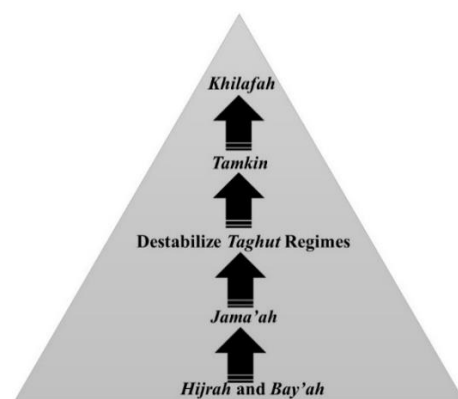 Khilafah
Tamkin
Destabilize Taghut Regimes
Jama’ah
Hijrah and Bay’ah